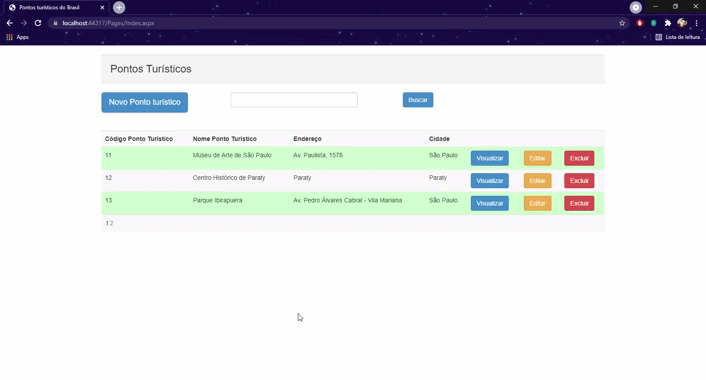 Pontos turísticos do Brasil
localhost:44317/Pages/Index.aspx
Apps
Lista de leitura
Pontos Turísticos
Novo Ponto turístico
Buscar
Código Ponto Turístico Nome Ponto Turístico Endereço Cidade
11 Museu de Arte de São Paulo Av. Paulista, 1578 São Paulo Visualizar Editar Excluir
12 Centro Histórico de Paraty Paraty Paraty Visualizar Editar Excluir
13 Parque Ibirapuera Av. Pedro Álvares Cabral - Vila Mariana São Paulo Visualizar Editar Excluir
1 2